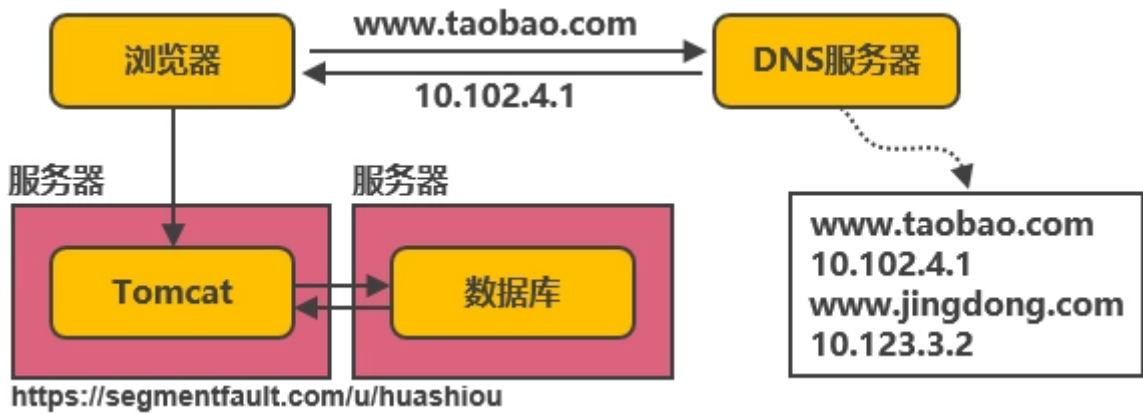 www.taobao.com
浏览器
DNS服务器
10.102.4.1
服务器
服务器
www.taobao.com
10.102.4.1
www.jingdong.com
10.123.3.2
Tomcat
数据库
https://segmentfault.com/u/huashiou